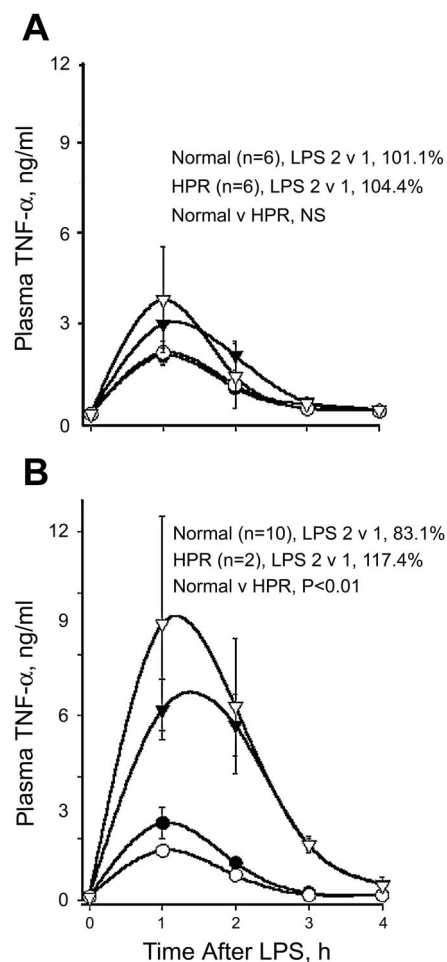 A
12
9
6
3
0
Plasma TNF-α, ng/ml
Normal (n=6), LPS 2 v 1, 101.1%
HPR (n=6), LPS 2 v 1, 104.4%
Normal v HPR, NS
B
12
9
6
3
0
Plasma TNF-α, ng/ml
Normal (n=10), LPS 2 v 1, 83.1%
HPR (n=2), LPS 2 v 1, 117.4%
Normal v HPR, P<0.01
0 1 2 3 4
Time After LPS, h